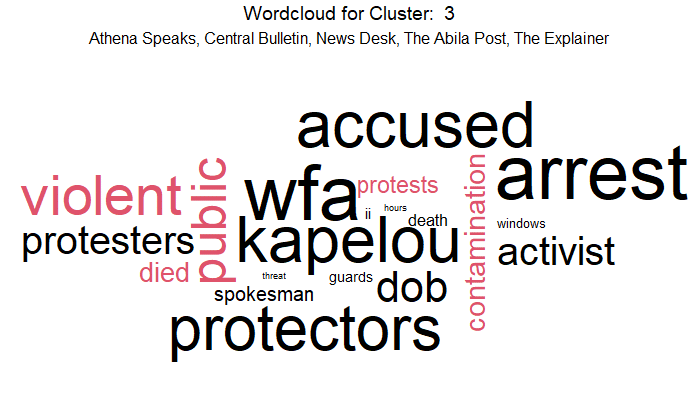 Wordcloud for Cluster: 3
Athena Speaks, Central Bulletin, News Desk, The Abila Post, The Explainer
accused
arrest
violent
public
wfa
protests
contamination
ii
hours
death
windows
protesters
kapelou
activist
died
threat
guards
dob
spokesman
protectors